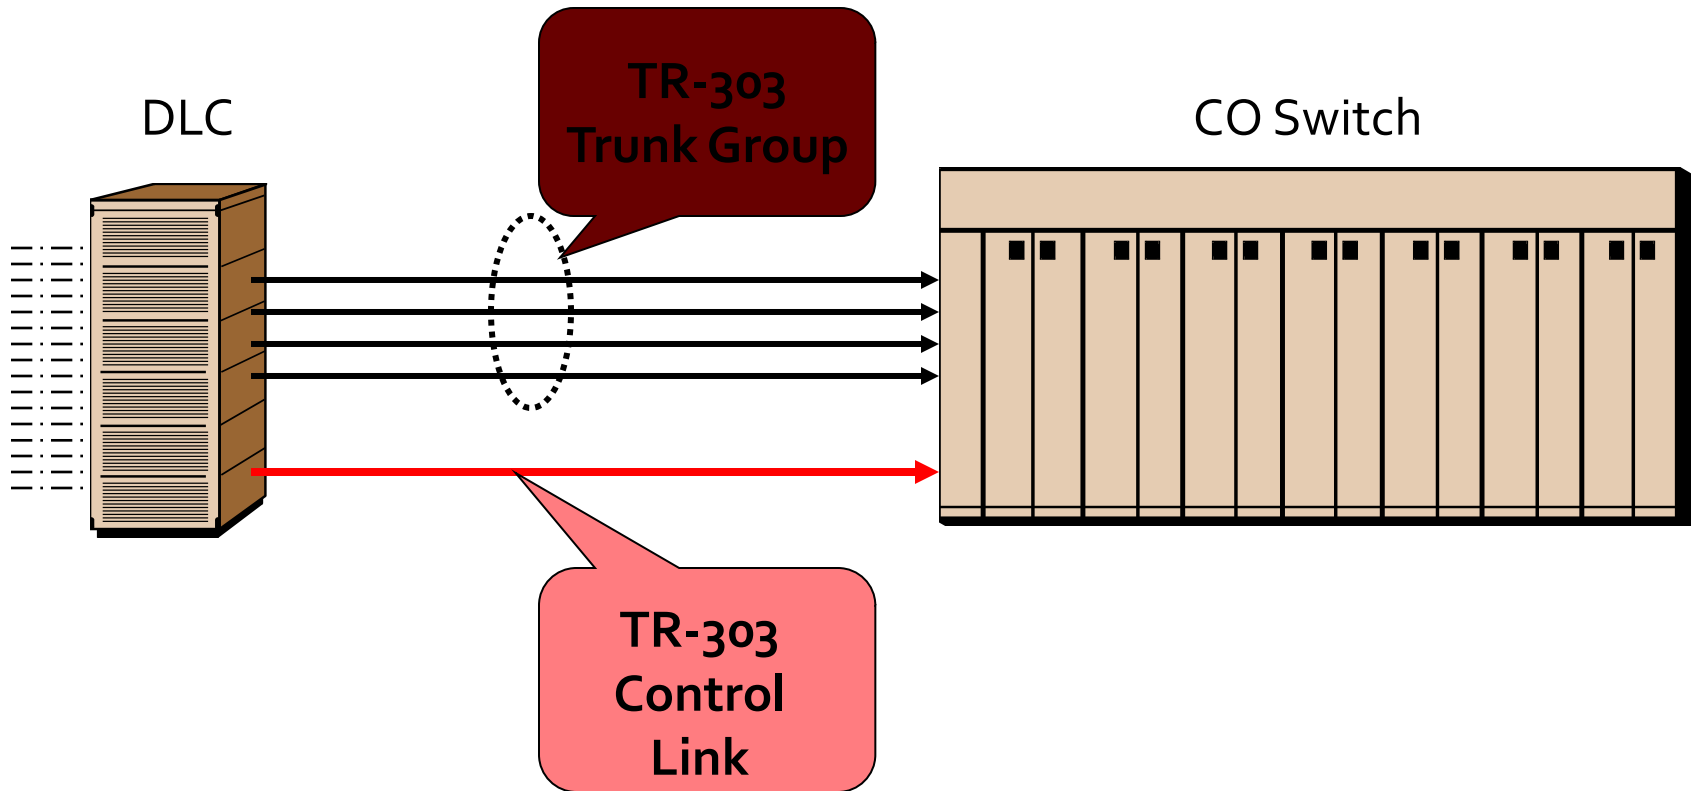 DLC
TR-303
Trunk Group
CO Switch
TR-303
Control
Link